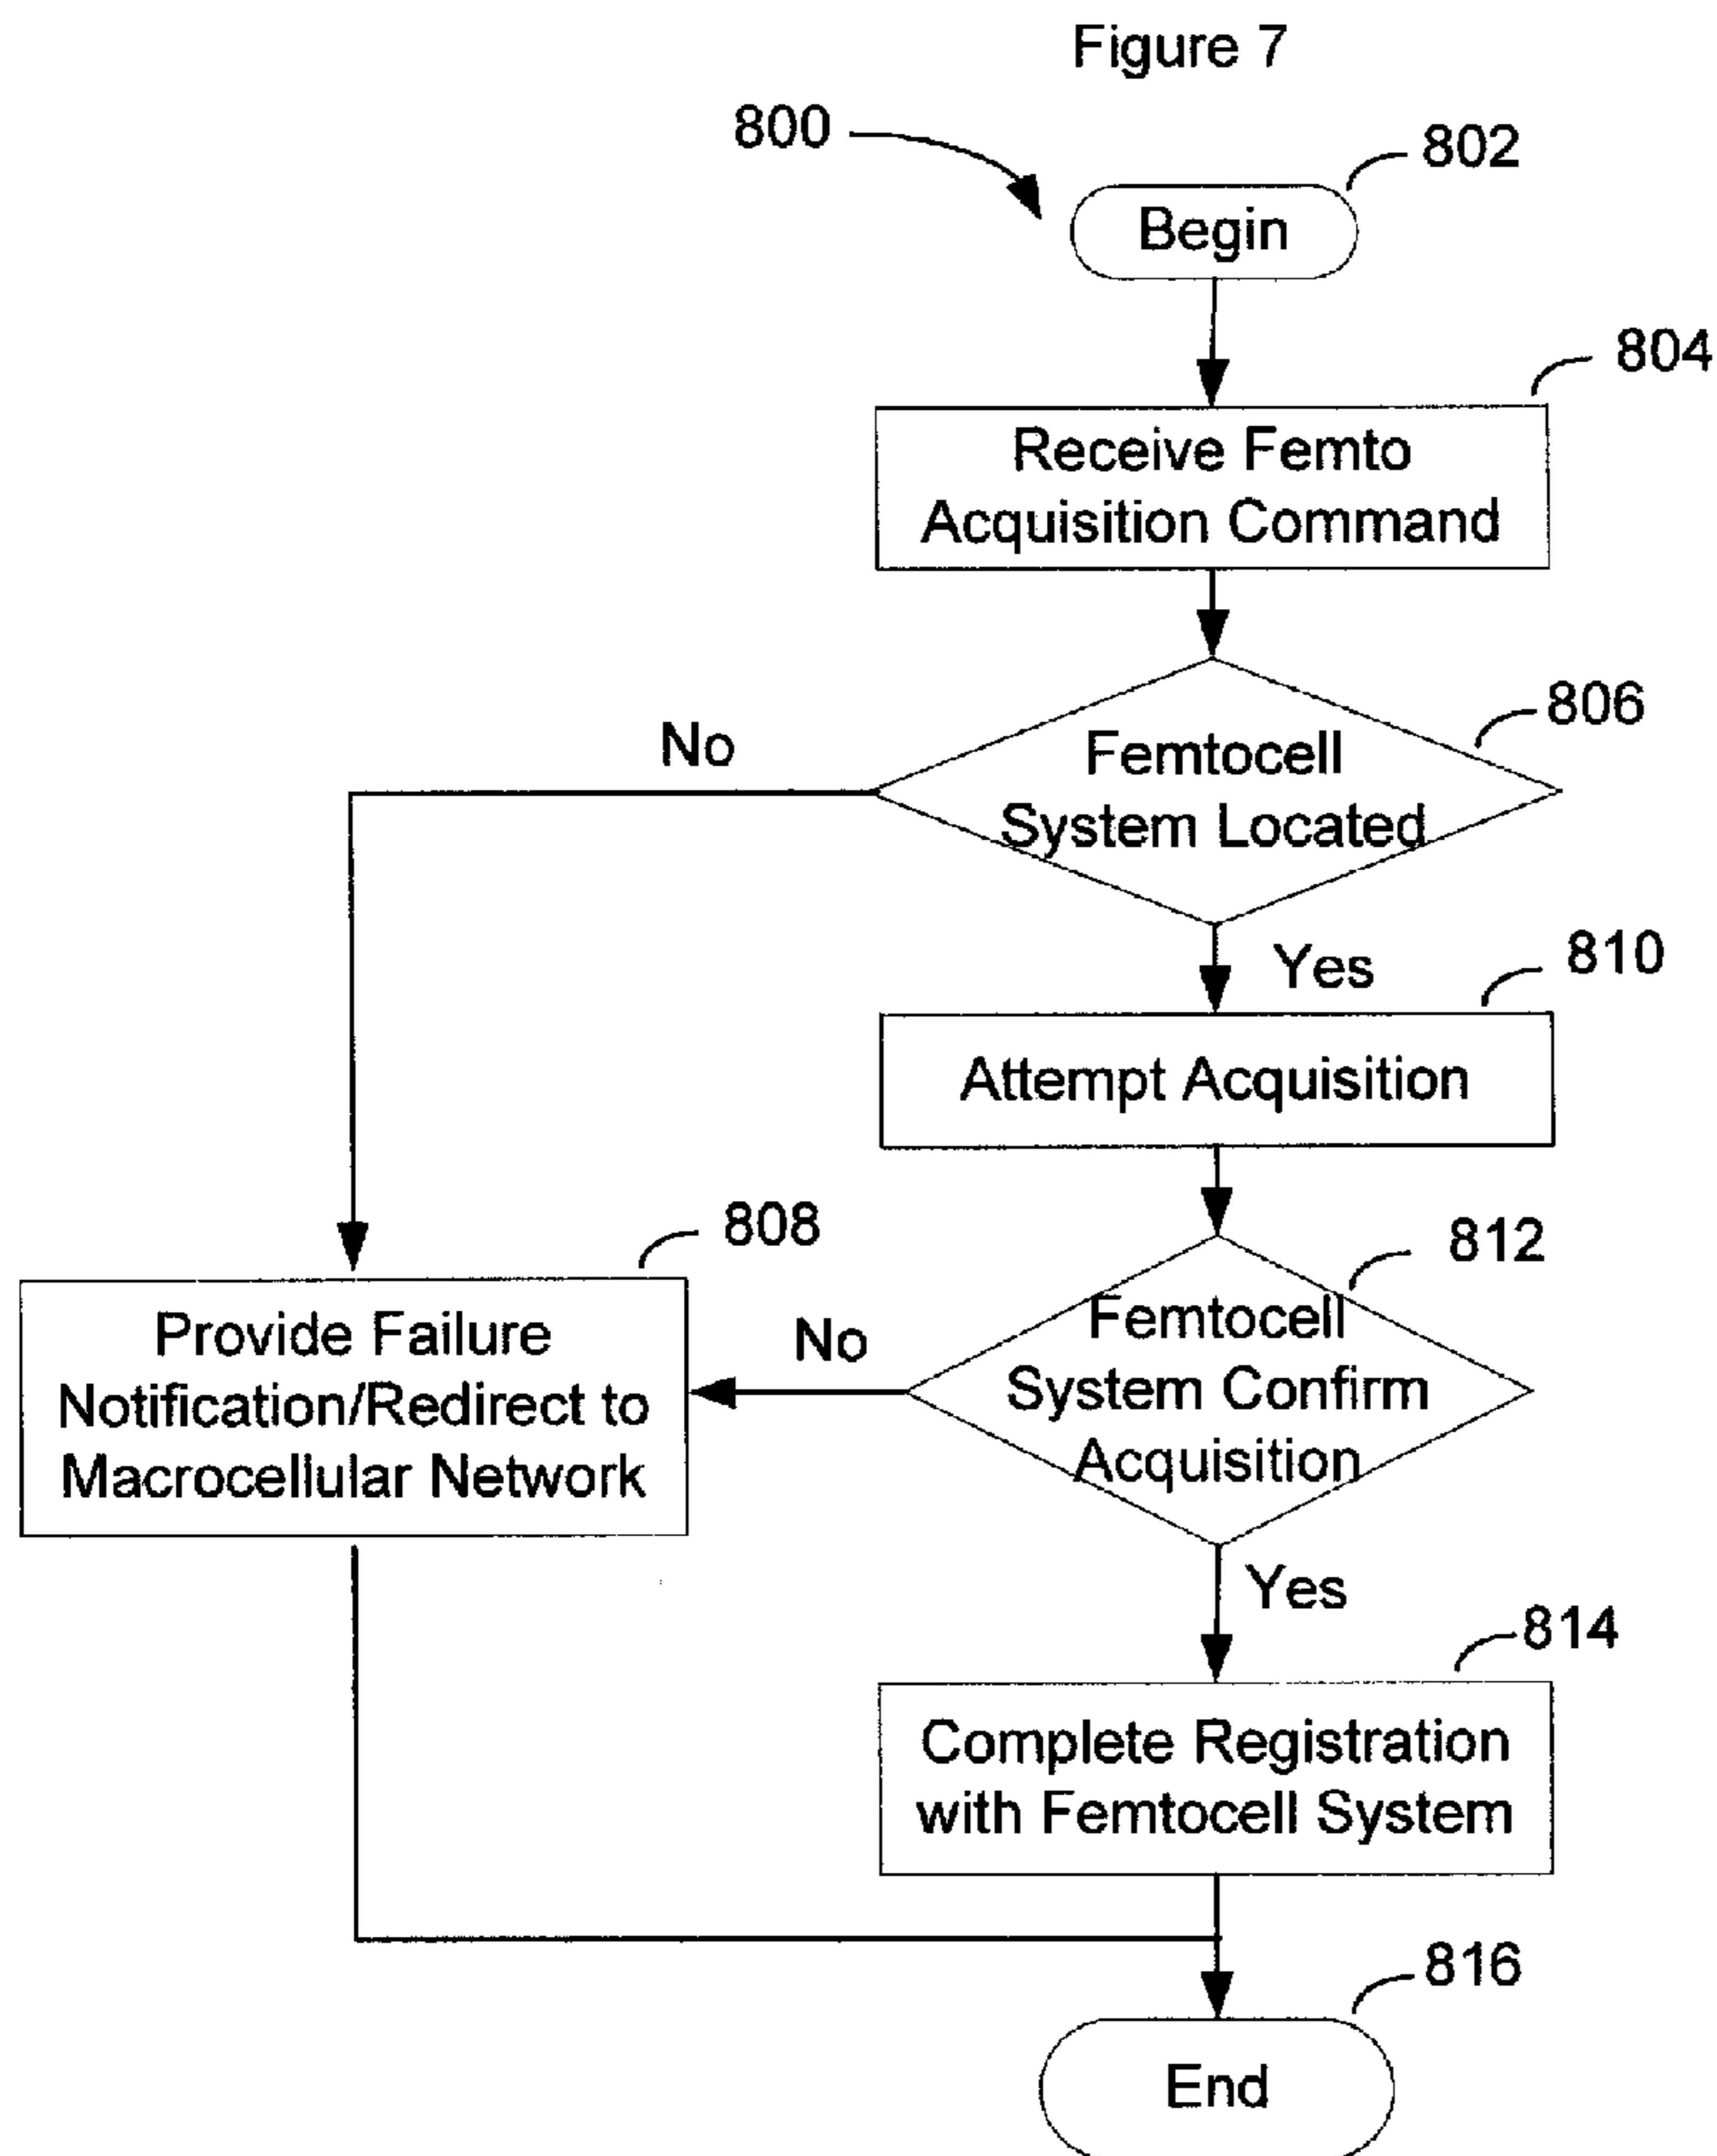 Figure 7
800
802
Begin
804
Receive Femto
Acquisition Command
806
No
Femtocell
System Located
Yes
810
Attempt Acquisition
808
812
Provide Failure
Notification/Redirect to
Macrocellular Network
No
Femtocell
System Confirm
Acquisition
Yes
814
Complete Registration
with Femtocell System
816
End